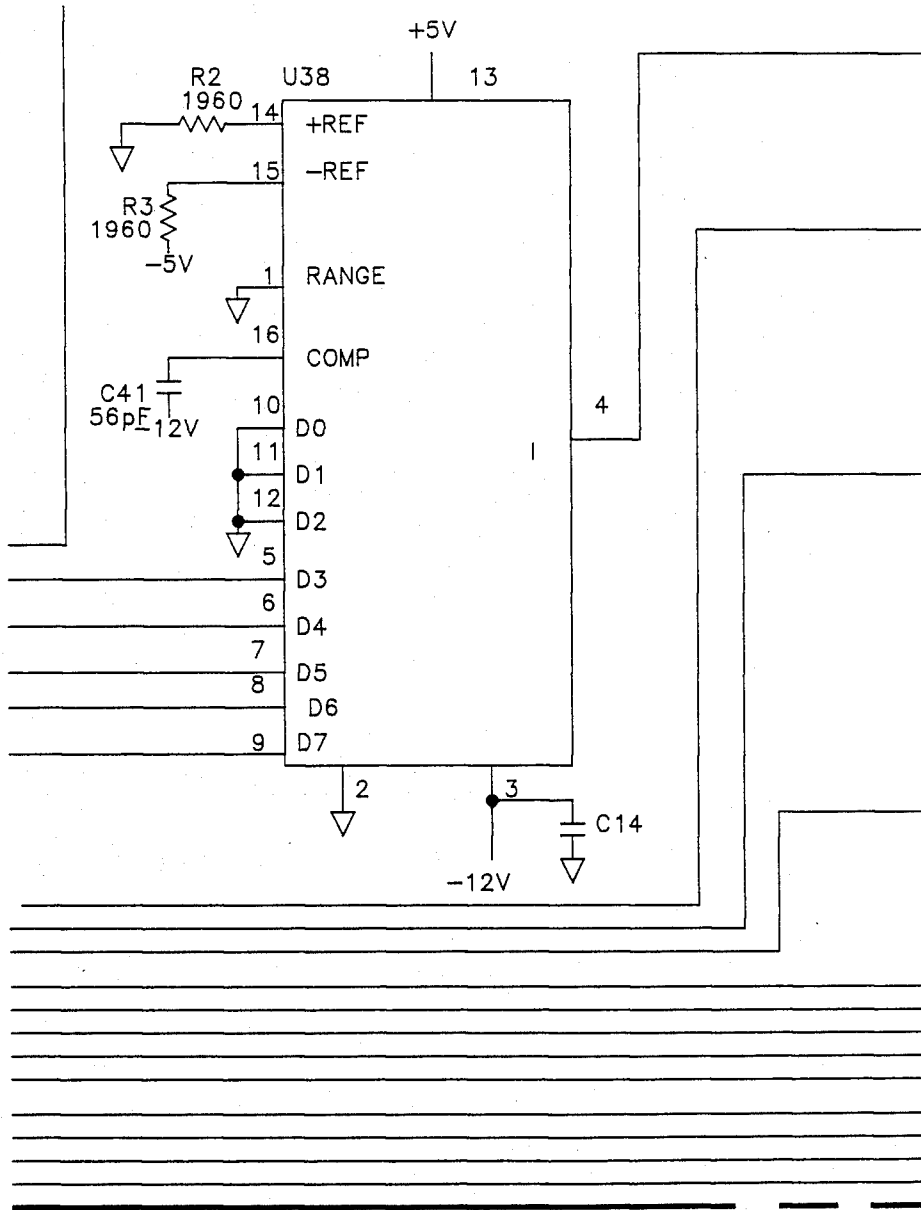 +5V
R2
1960
U38
13
14
+REF
15
-REF
R3
1960
-5V
1
RANGE
16
COMP
C41
56pF
-12V
10
D0
4
11
D1
I
12
D2
5
D3
6
D4
7
D5
8
D6
9
D7
2
3
C14
-12V